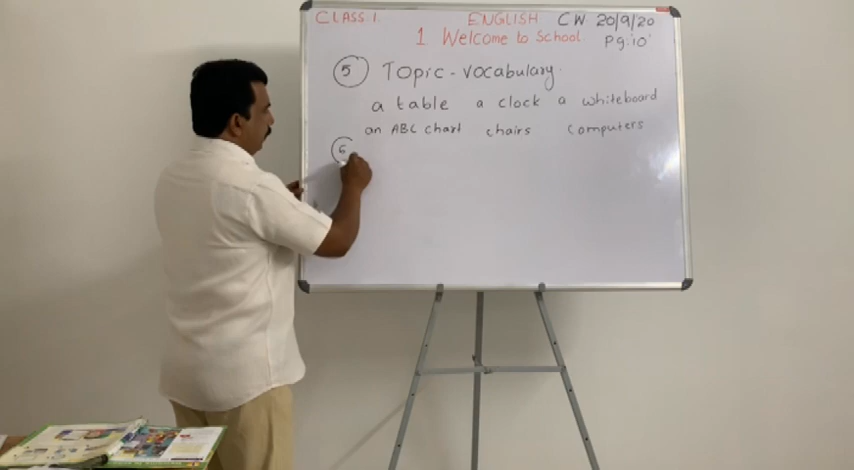 CLASS 1. ENGLISH CW 20/9/20
1 Welcome to School Pg:10
5 Topic - Vocabulary.
a table a clock a whiteboard
an ABC chart chairs computers